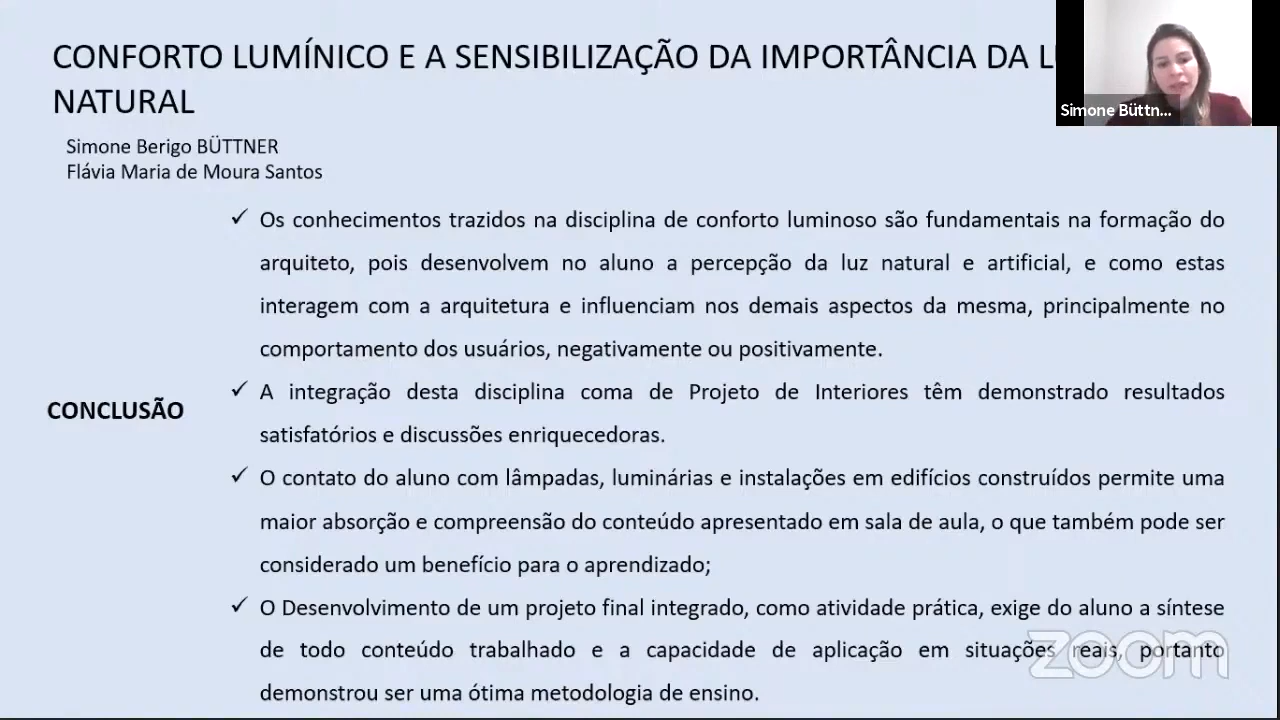 CONFORTO LUMÍNICO E A SENSIBILIZAÇÃO DA IMPORTÂNCIA DA
NATURAL
Simone Büttn...
Simone Berigo BÜTTNER
Flávia Maria de Moura Santos
✓ Os conhecimentos trazidos na disciplina de conforto luminoso são fundamentais na formação do
arquiteto, pois desenvolvem no aluno a percepção da luz natural e artificial, e como estas
interagem com a arquitetura e influenciam nos demais aspectos da mesma, principalmente no
comportamento dos usuários, negativamente ou positivamente.
CONCLUSÃO
✓ A integração desta disciplina coma de Projeto de Interiores têm demonstrado resultados
satisfatórios e discussões enriquecedoras.
✓ O contato do aluno com lâmpadas, luminárias e instalações em edifícios construídos permite uma
maior absorção e compreensão do conteúdo apresentado em sala de aula, o que também pode ser
considerado um benefício para o aprendizado;
✓ O Desenvolvimento de um projeto final integrado, como atividade prática, exige do aluno a síntese
de todo conteúdo trabalhado e a capacidade de aplicação em situações reais, portanto
demonstrou ser uma ótima metodologia de ensino.
zoom